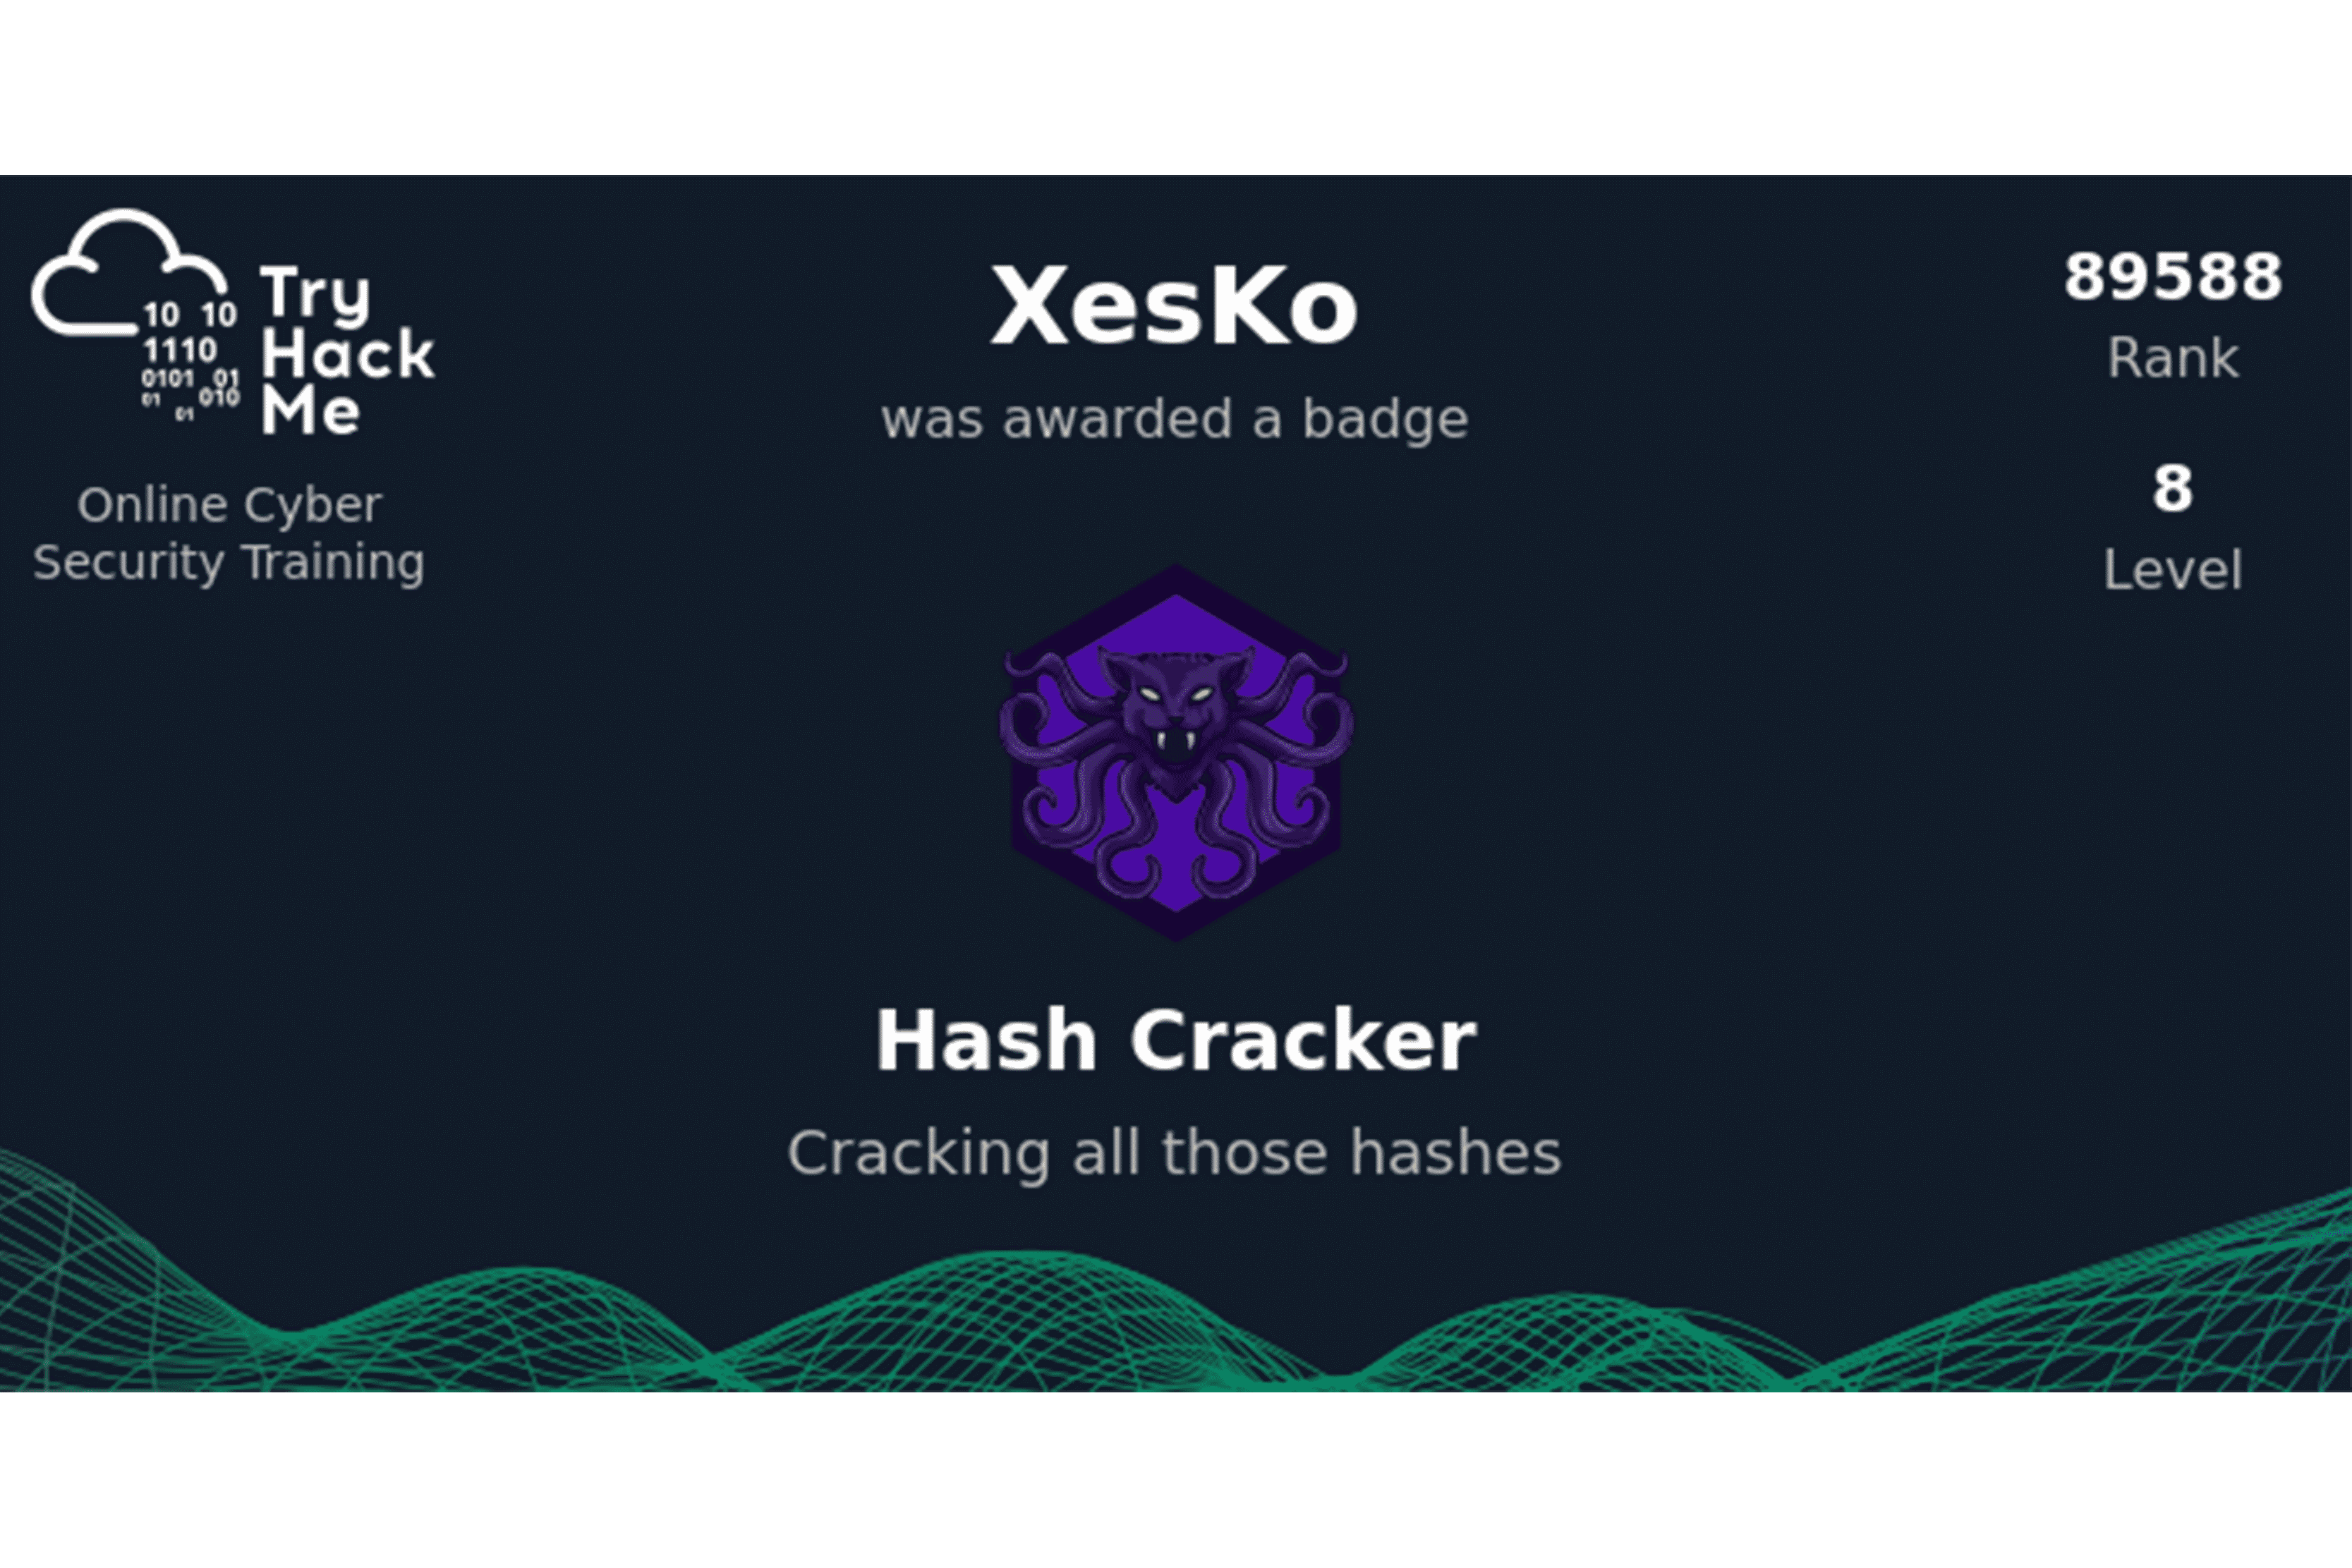 Try
Hack
Me
10 10
1110
0101 01
01 010
01
Online Cyber
Security Training
XesKo
was awarded a badge
89588
Rank
8
Level
Hash Cracker
Cracking all those hashes